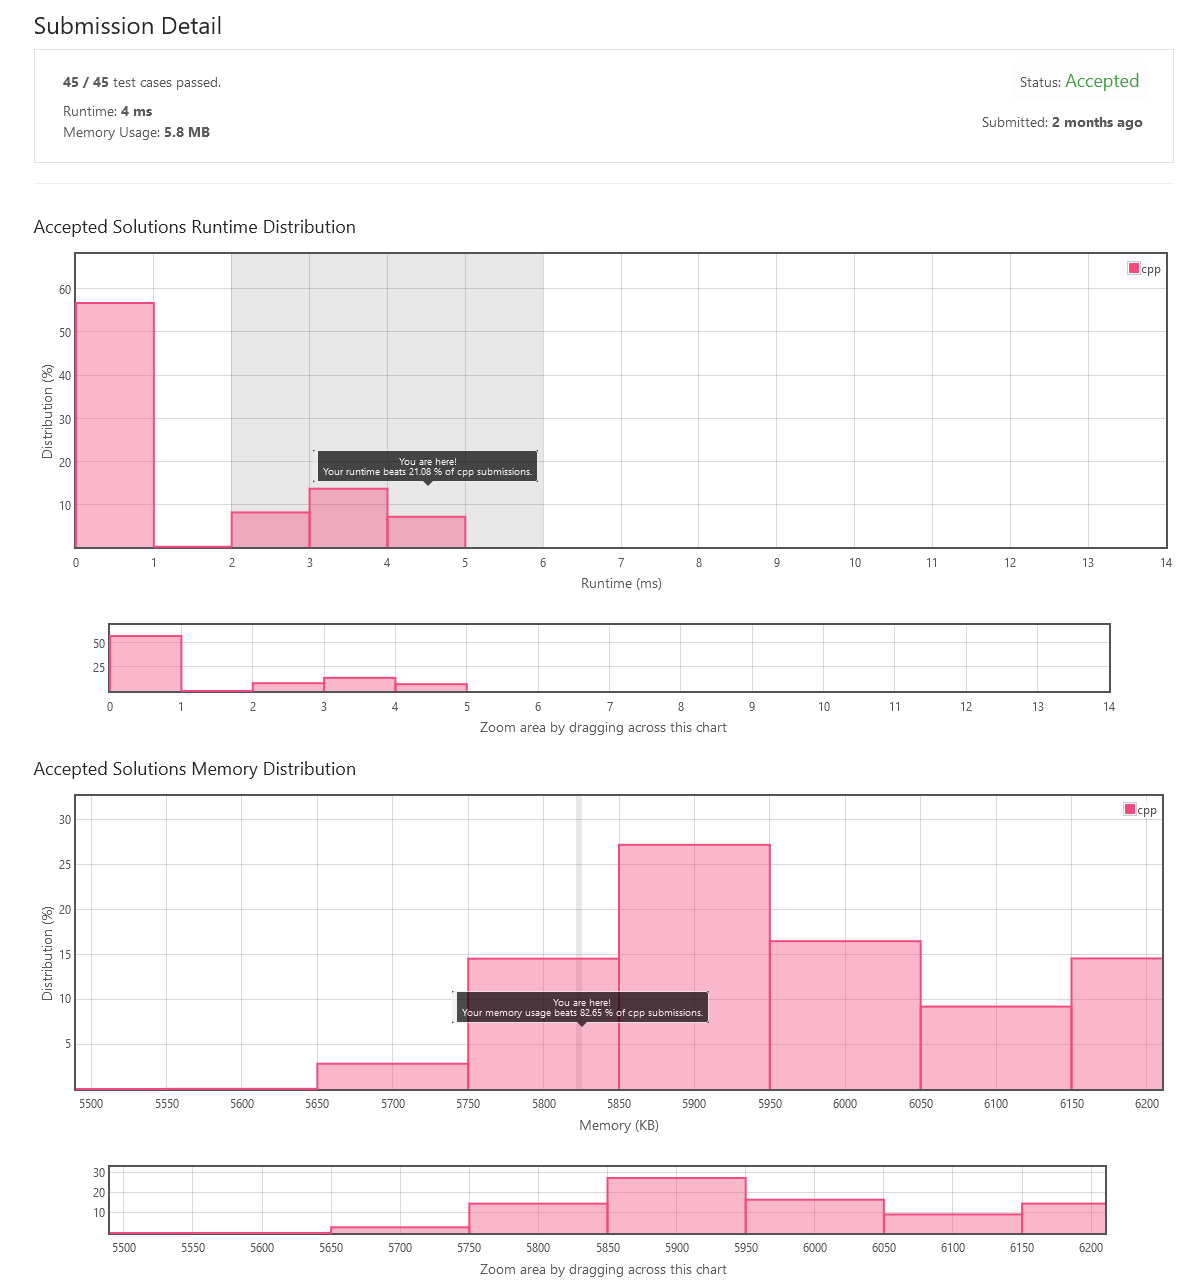 Submission Detail
45 / 45 test cases passed.
Status: Accepted
Runtime: 4 ms
Memory Usage: 5.8 MB
Submitted: 2 months ago
Accepted Solutions Runtime Distribution
cpp
60
50
40
30
20
10
Distribution (%)
You are here!
Your runtime beats 21.08 % of cpp submissions.
0 1 2 3 4 5 6 7 8 9 10 11 12 13 14
Runtime (ms)
50
25
0 1 2 3 4 5 6 7 8 9 10 11 12 13 14
Zoom area by dragging across this chart
Accepted Solutions Memory Distribution
cpp
30
25
20
15
10
5
Distribution (%)
You are here!
Your memory usage beats 82.65 % of cpp submissions.
5500 5550 5600 5650 5700 5750 5800 5850 5900 5950 6000 6050 6100 6150 6200
Memory (KB)
30
20
10
5500 5550 5600 5650 5700 5750 5800 5850 5900 5950 6000 6050 6100 6150 6200
Zoom area by dragging across this chart